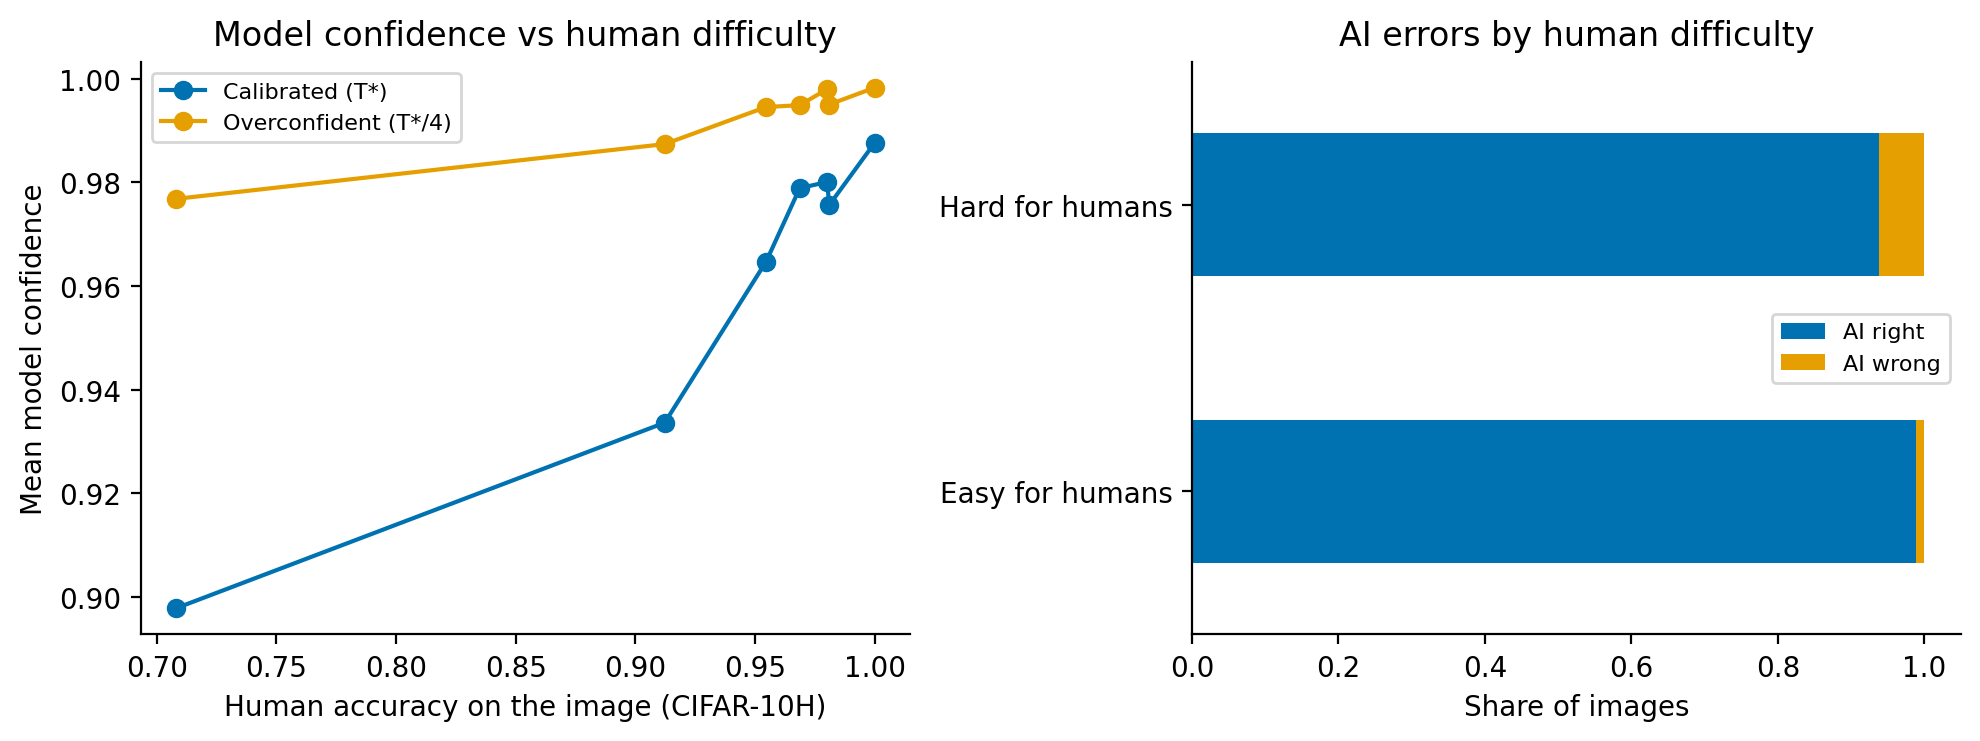 Model confidence vs human difficulty
1.00
0.98
0.96
0.94
0.92
0.90
Mean model confidence
Calibrated (T*)
Overconfident (T*/4)
0.70 0.75 0.80 0.85 0.90 0.95 1.00
Human accuracy on the image (CIFAR-10H)
AI errors by human difficulty
Hard for humans
Easy for humans
AI right
AI wrong
0.0 0.2 0.4 0.6 0.8 1.0
Share of images